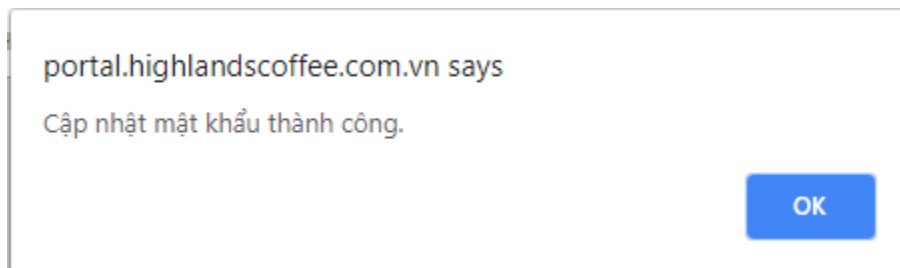 portal.highlandscoffee.com.vn says
Cập nhật mật khẩu thành công.
OK